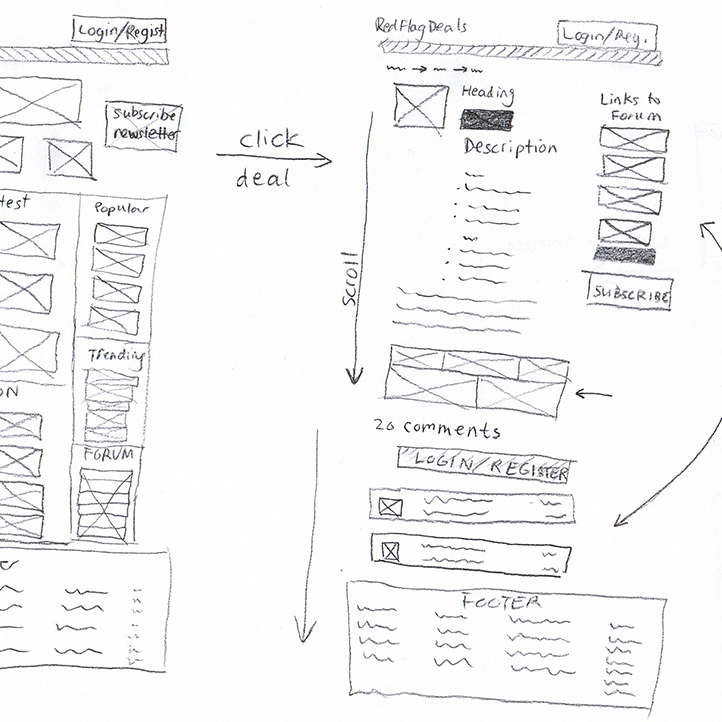 Login/Regist
subscribe
newsletter
test
Popular
Trending
ON
FORUM
er
click
deal
RedFlagDeals
Login/Reg.
Heading
Description
Links to
Forum
SUBSCRIBE
scroll
20 comments
LOGIN/REGISTER
FOOTER